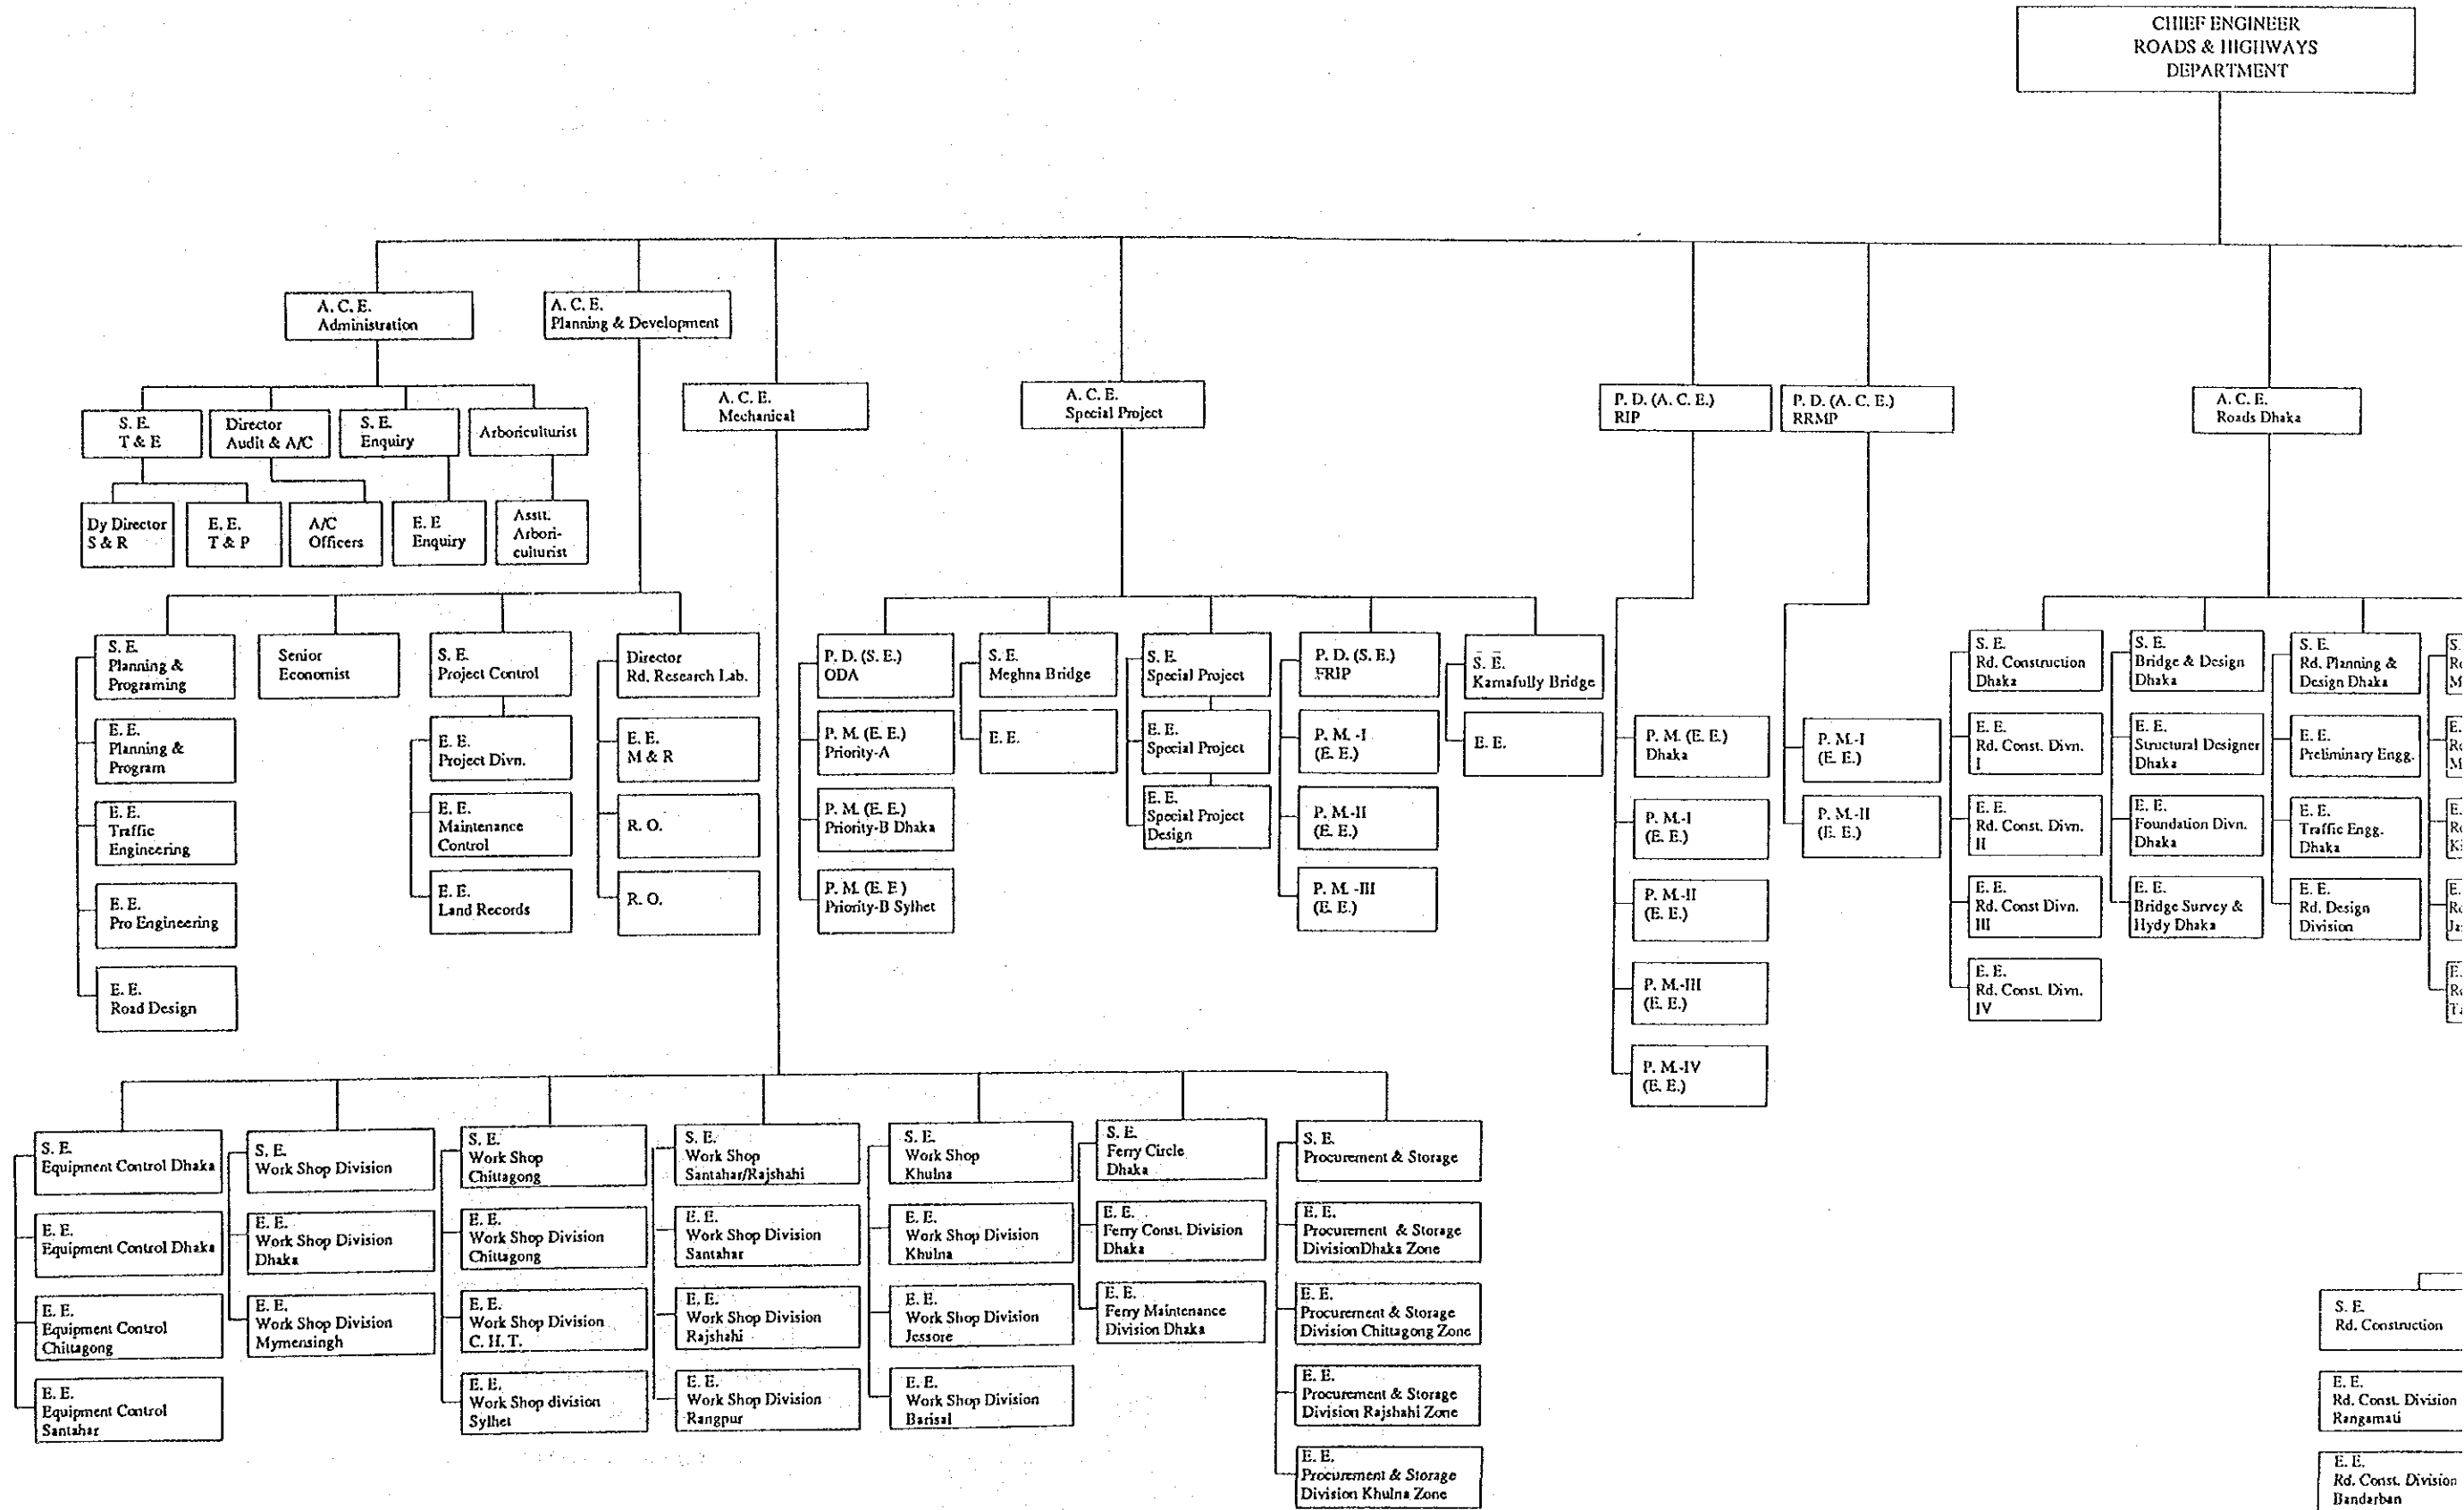 CHIEF ENGINEER
ROADS & HIGHWAYS
DEPARTMENT
A. C. E.
Administration
A. C. E.
Planning & Development
A. C. E.
Mechanical
A. C. E.
Special Project
P. D. (A. C. E.)
RIP
P. D. (A. C. E.)
RRMP
A. C. E.
Roads Dhaka
S. E.
T & E
Director
Audit & A/C
S. E.
Enquiry
Arboriculturist
Dy Director
S & R
E. E.
T & P
A/C
Officers
E. E
Enquiry
Asstt.
Arbori-
culturist
S. E.
Planning &
Programing
E. E.
Planning &
Program
E. E.
Traffic
Engineering
E. E.
Pro Engineering
E. E.
Road Design
Senior
Economist
S. E.
Project Control
E. E.
Project Divn.
E. E.
Maintenance
Control
E. E.
Land Records
Director
Rd. Research Lab.
E. E.
M & R
R. O.
R. O.
P. D. (S. E.)
ODA
P. M. (E. E.)
Priority-A
P. M. (E. E.)
Priority-B Dhaka
P. M. (E. E.)
Priority-B Sylhet
S. E.
Meghna Bridge
E. E.
S. E.
Special Project
E. E.
Special Project
E. E.
Special Project
Design
P. D. (S. E.)
FRIP
P. M. -I
(E. E.)
P. M.-II
(E. E.)
P. M. -III
(E. E.)
S. E.
Karnafully Bridge
E. E.
P. M. (E. E.)
Dhaka
P. M.-I
(E. E.)
P. M.-II
(E. E.)
P. M.-III
(E. E.)
P. M.-IV
(E. E.)
P. M.-I
(E. E.)
P. M.-II
(E. E.)
S. E.
Rd. Construction
Dhaka
E. E.
Rd. Const. Divn.
I
E. E.
Rd. Const. Divn.
II
E. E.
Rd. Const Divn.
III
E. E.
Rd. Const. Divn.
IV
S. E.
Bridge & Design
Dhaka
E. E.
Structural Designer
Dhaka
E. E.
Foundation Divn.
Dhaka
E. E.
Bridge Survey &
Hydy Dhaka
S. E.
Rd. Planning &
Design Dhaka
E. E.
Preliminary Engg.
E. E.
Traffic Engg.
Dhaka
E. E.
Rd. Design
Division
S. E.
Equipment Control Dhaka
E. E.
Equipment Control Dhaka
E. E.
Equipment Control
Chittagong
E. E.
Equipment Control
Santahar
S. E.
Work Shop Division
E. E.
Work Shop Division
Dhaka
E. E.
Work Shop Division
Mymensingh
S. E.
Work Shop
Chittagong
E. E.
Work Shop Division
Chittagong
E. E.
Work Shop Division
C. H. T.
E. E.
Work Shop division
Sylhet
S. E.
Work Shop
Santahar/Rajshahi
E. E.
Work Shop Division
Santahar
E. E.
Work Shop Division
Rajshahi
E. E.
Work Shop Division
Rangpur
S. E.
Work Shop
Khulna
E. E.
Work Shop Division
Khulna
E. E.
Work Shop Division
Jessore
E. E.
Work Shop Division
Barisal
S. E.
Ferry Circle
Dhaka
E. E.
Ferry Const. Division
Dhaka
E. E.
Ferry Maintenance
Division Dhaka
S. E.
Procurement & Storage
E. E.
Procurement & Storage
DivisionDhaka Zone
E. E.
Procurement & Storage
Division Chittagong Zone
E. E.
Procurement & Storage
Division Rajshahi Zone
E. E.
Procurement & Storage
Division Khulna Zone
S. E.
Rd. Construction
E. E.
Rd. Const. Division
Rangamati
E. E.
Rd. Const. Division
Bandarban